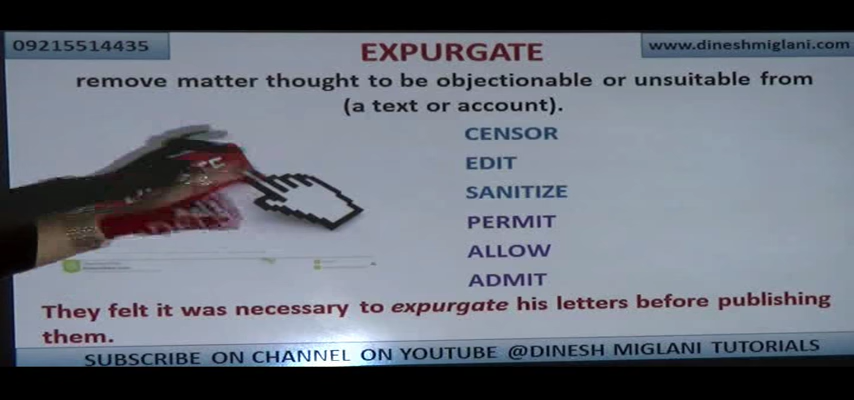 09215514435
EXPURGATE
www.dineshmiglani.com
remove matter thought to be objectionable or unsuitable from
(a text or account).
CENSOR
EDIT
SANITIZE
PERMIT
ALLOW
ADMIT
They felt it was necessary to expurgate his letters before publishing
them.
SUBSCRIBE ON CHANNEL ON YOUTUBE @DINESH MIGLANI TUTORIALS